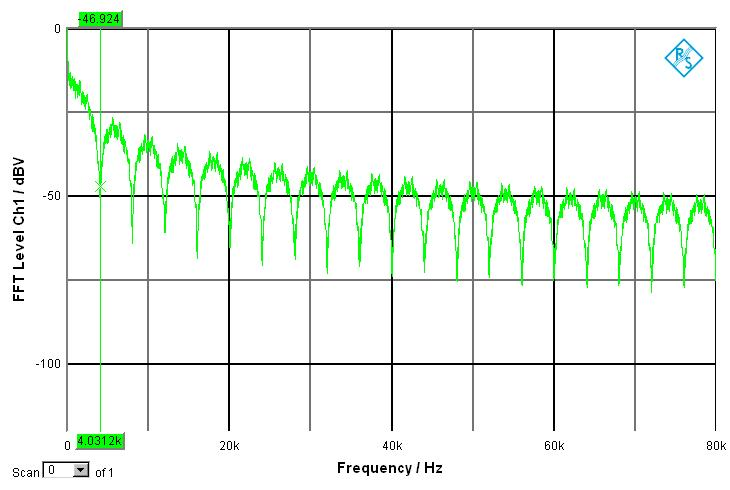 -46.924
0
-50
-100
FFT Level Ch1 / dBV
R S
0
4.0312k
20k
40k
60k
80k
Frequency / Hz
Scan 0 of 1